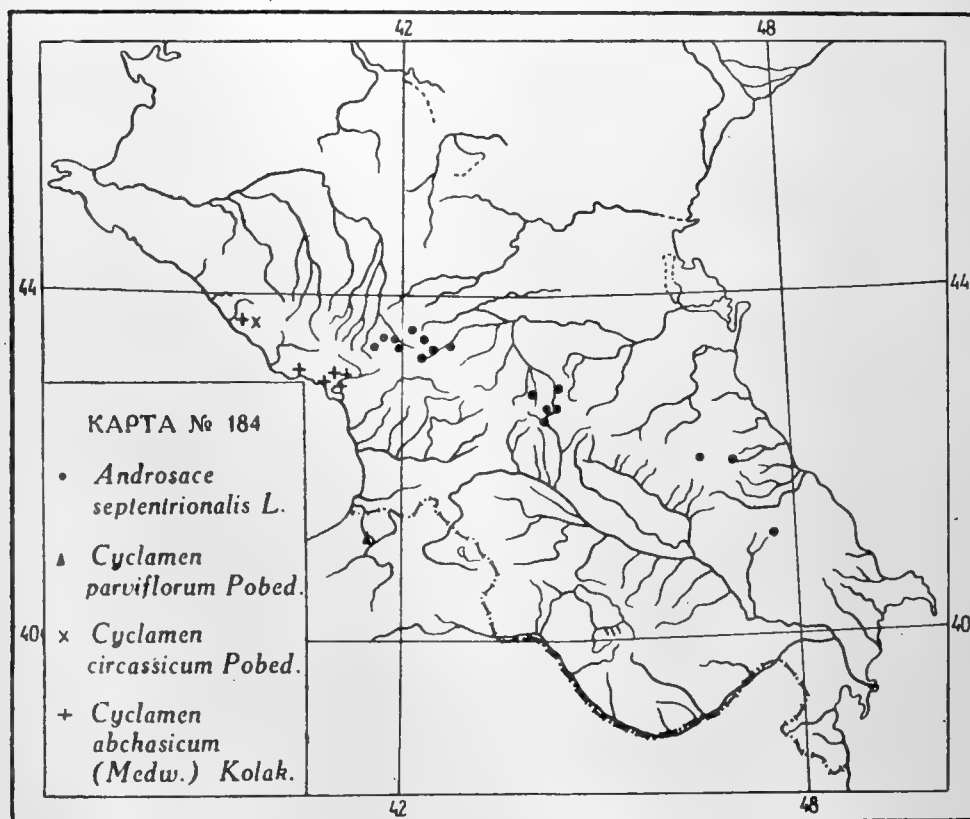 42 48
44 44
КАРТА № 184
• Androsace
septentrionalis L.
▲ Cyclamen
parviflorum Pobed.
× Cyclamen
circassicum Pobed.
+ Cyclamen
abchasicum
(Medw.) Kolak.
40 40
42 48